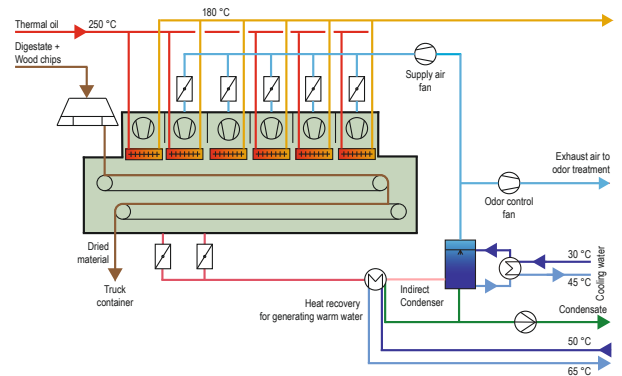 180 °C
Thermal oil
250 °C
Digestate +
Wood chips
Supply air
fan
Exhaust air to
odor treatment
Odor control
fan
Dried
material
Truck
container
30 °C
45 °C
Cooling water
Indirect
Condenser
Heat recovery
for generating warm water
Condensate
50 °C
65 °C